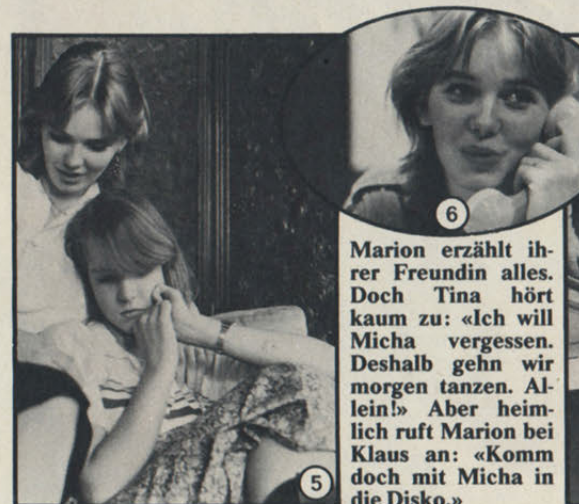 6
Marion erzählt ih-
rer Freundin alles.
Doch Tina hört
kaum zu: «Ich will
Micha vergessen.
Deshalb gehn wir
morgen tanzen. Al-
lein!» Aber heim-
lich ruft Marion bei
Klaus an: «Komm
doch mit Micha in
die Disko.»
5